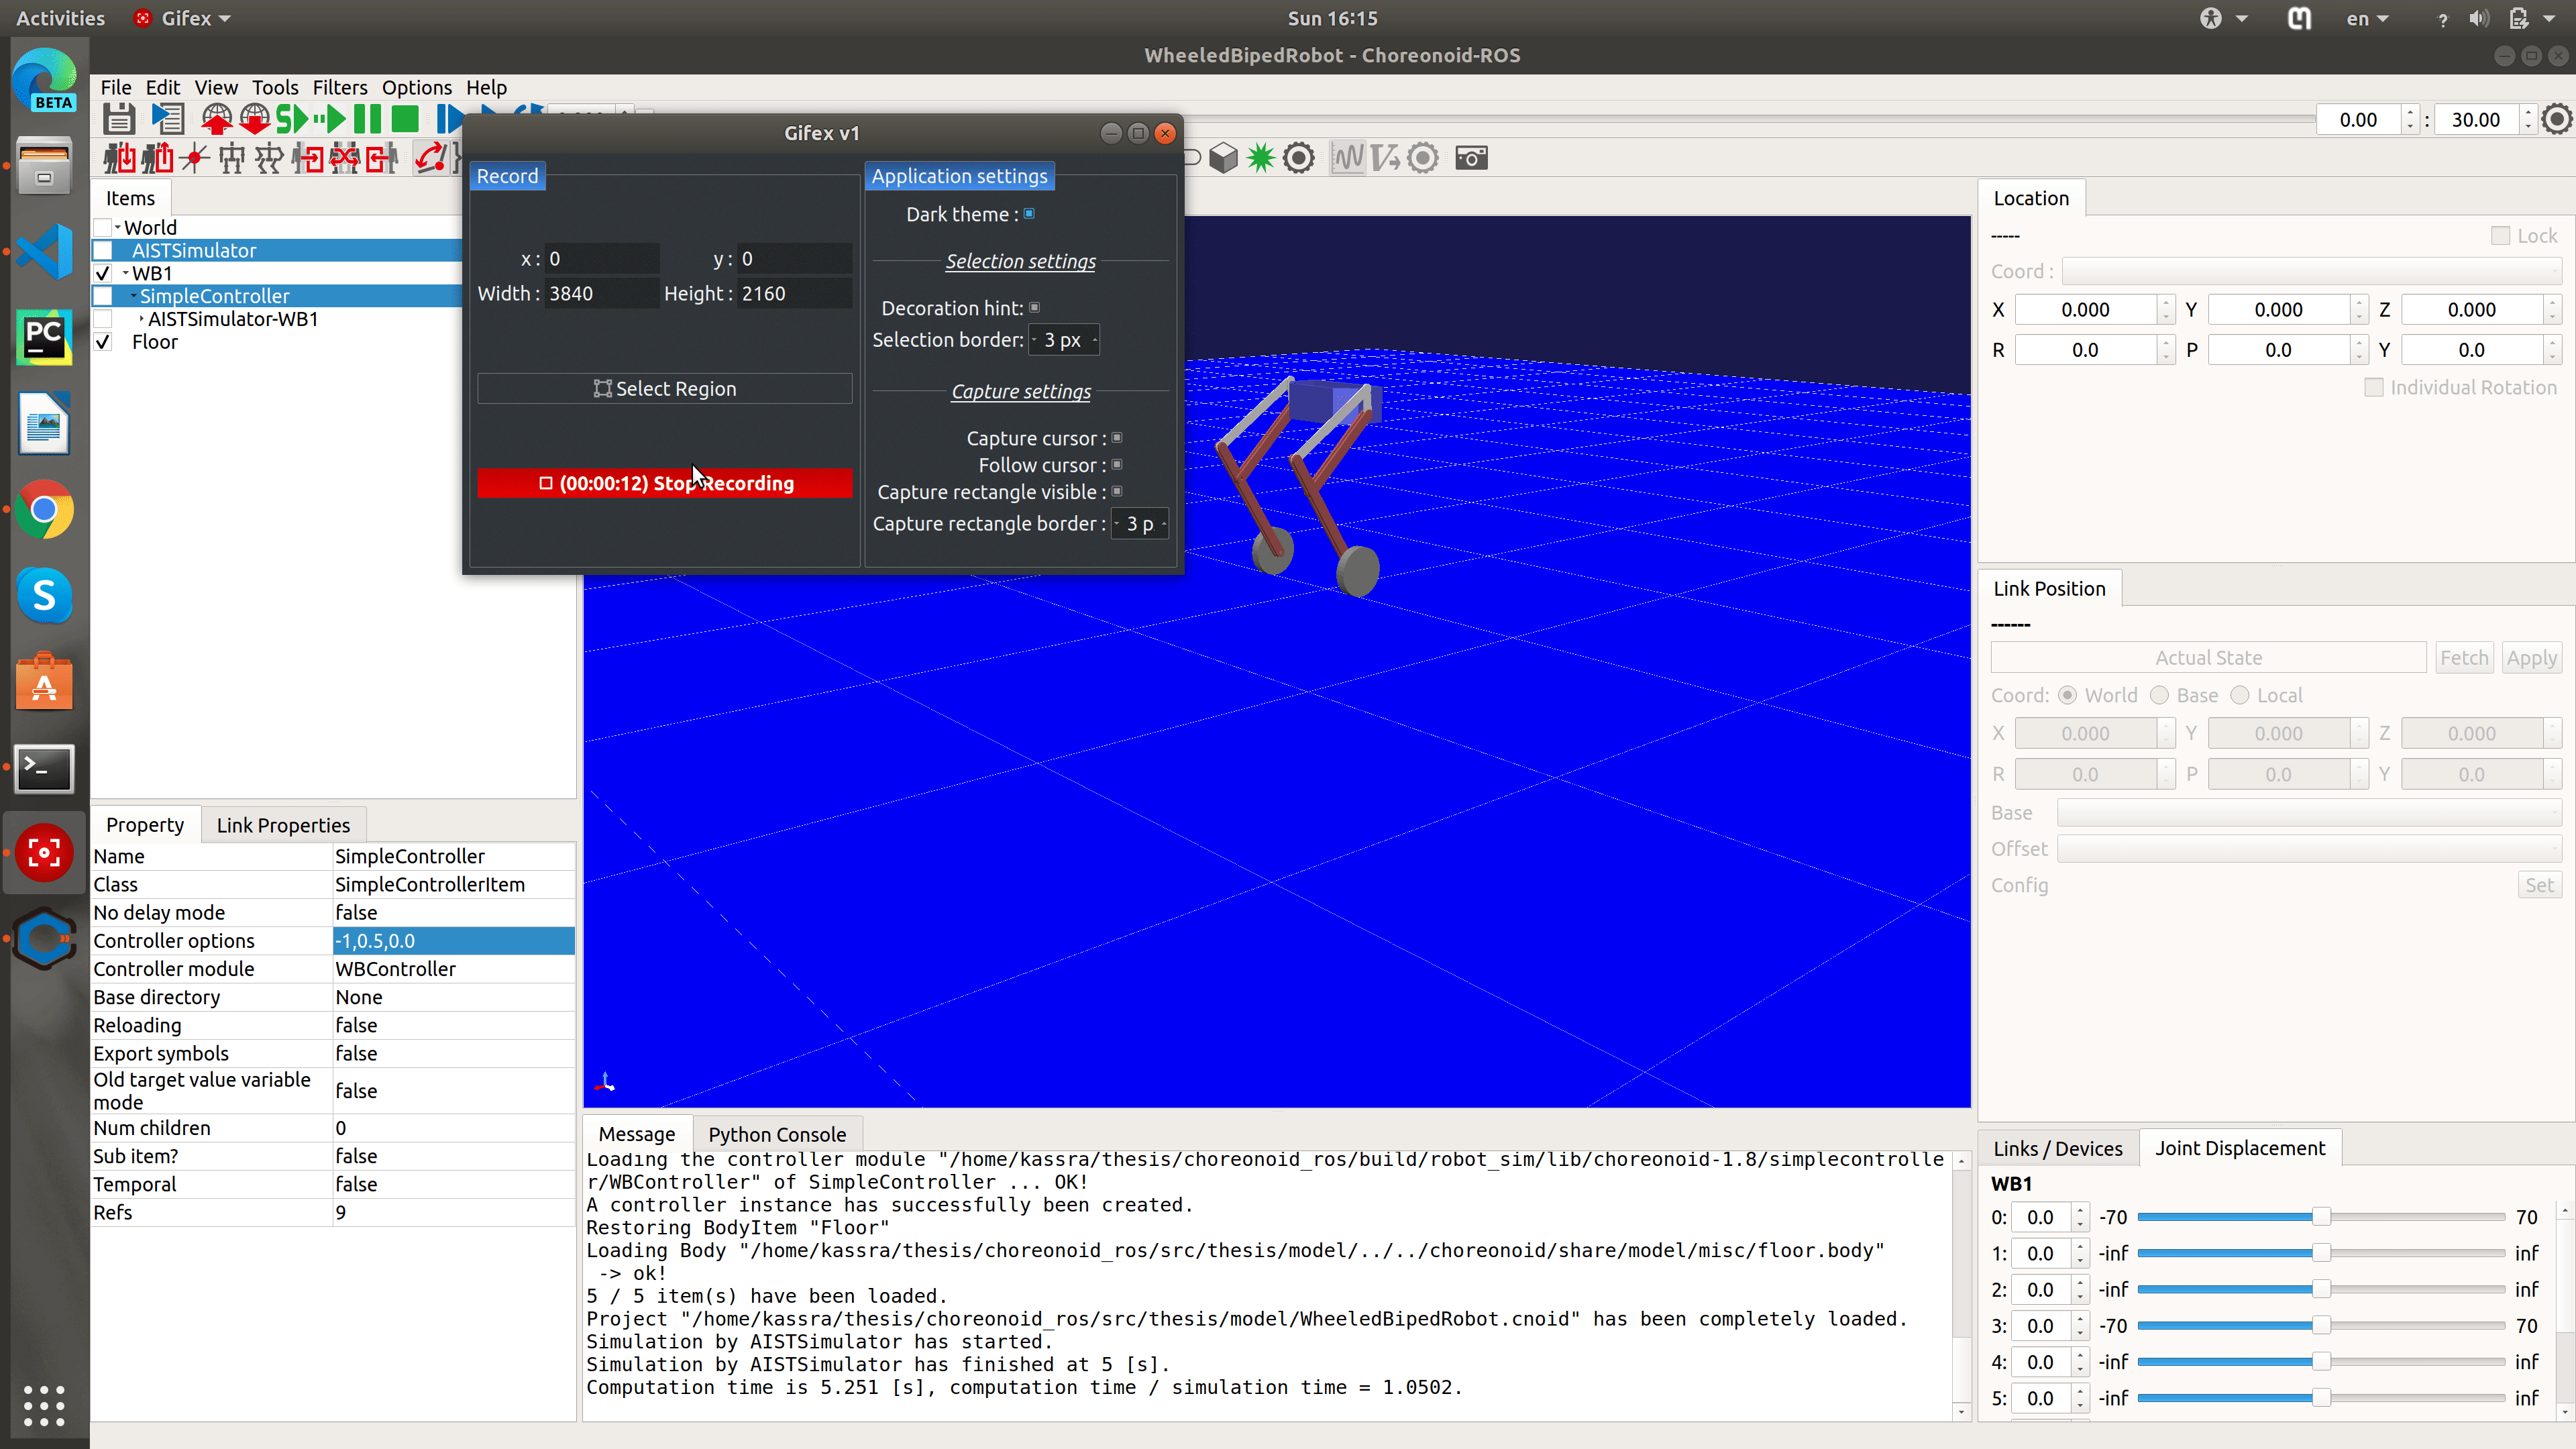 Activities Gifex Sun 16:15 en ?
WheeledBipedRobot - Choreonoid-ROS
BETA
File Edit View Tools Filters Options Help
0.00 : 30.00
Gifex v1
Record
x : 0 y : 0
Width : 3840 Height : 2160
Select Region
(00:00:12) Stop Recording
Application settings
Dark theme :
Selection settings
Decoration hint:
Selection border: 3 px
Capture settings
Capture cursor :
Follow cursor :
Capture rectangle visible :
Capture rectangle border : 3 p
Items
World
AISTSimulator
WB1
SimpleController
AISTSimulator-WB1
Floor
PC
Property Link Properties
Name SimpleController
Class SimpleControllerItem
No delay mode false
Controller options -1,0.5,0.0
Controller module WBController
Base directory None
Reloading false
Export symbols false
Old target value variable mode false
Num children 0
Sub item? false
Temporal false
Refs 9
Message Python Console
Loading the controller module "/home/kassra/thesis/choreonoid_ros/build/robot_sim/lib/choreonoid-1.8/simplecontrolle
r/WBController" of SimpleController ... OK!
A controller instance has successfully been created.
Restoring BodyItem "Floor"
Loading Body "/home/kassra/thesis/choreonoid_ros/src/thesis/model/../../choreonoid/share/model/misc/floor.body"
-> ok!
5 / 5 item(s) have been loaded.
Project "/home/kassra/thesis/choreonoid_ros/src/thesis/model/WheeledBipedRobot.cnoid" has been completely loaded.
Simulation by AISTSimulator has started.
Simulation by AISTSimulator has finished at 5 [s].
Computation time is 5.251 [s], computation time / simulation time = 1.0502.
Location
-----
Lock
Coord :
X 0.000 Y 0.000 Z 0.000
R 0.0 P 0.0 Y 0.0
Individual Rotation
Link Position
------
Actual State Fetch Apply
Coord: World Base Local
X 0.000 Y 0.000 Z 0.000
R 0.0 P 0.0 Y 0.0
Base
Offset
Config Set
Links / Devices Joint Displacement
WB1
0: 0.0 -70 70
1: 0.0 -inf inf
2: 0.0 -inf inf
3: 0.0 -70 70
4: 0.0 -inf inf
5: 0.0 -inf inf